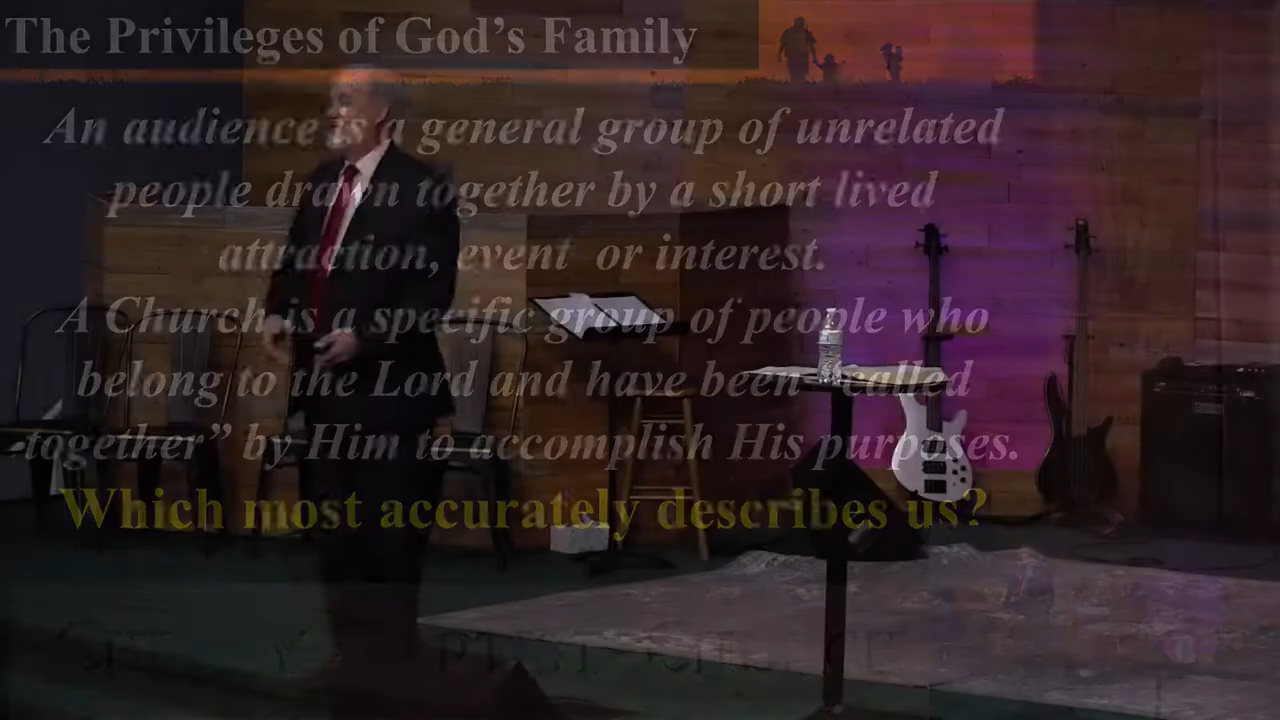 The Privileges of God's Family
An audience is a general group of unrelated
people drawn together by a short lived
attraction, event or interest.
A Church is a specific group of people who
belong to the Lord and have been "called
together" by Him to accomplish His purposes.
Which most accurately describes us?